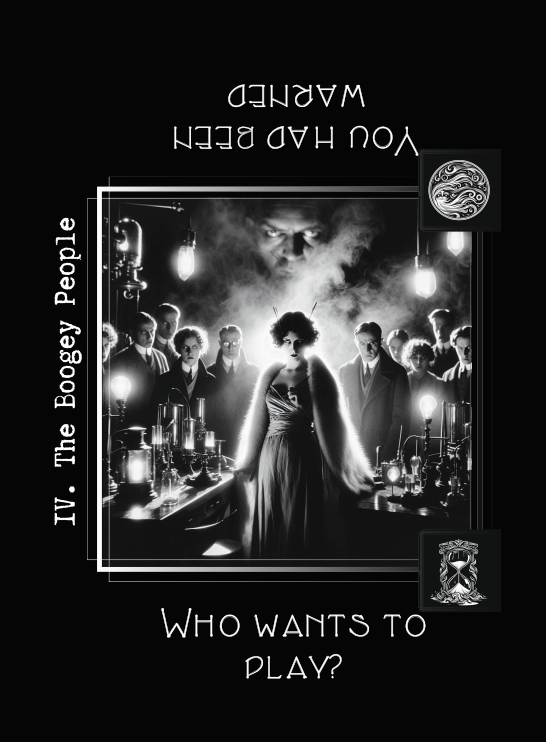 YOU HAD BEEN
WARNED
IV. The Boogey People
WHO WANTS TO
PLAY?